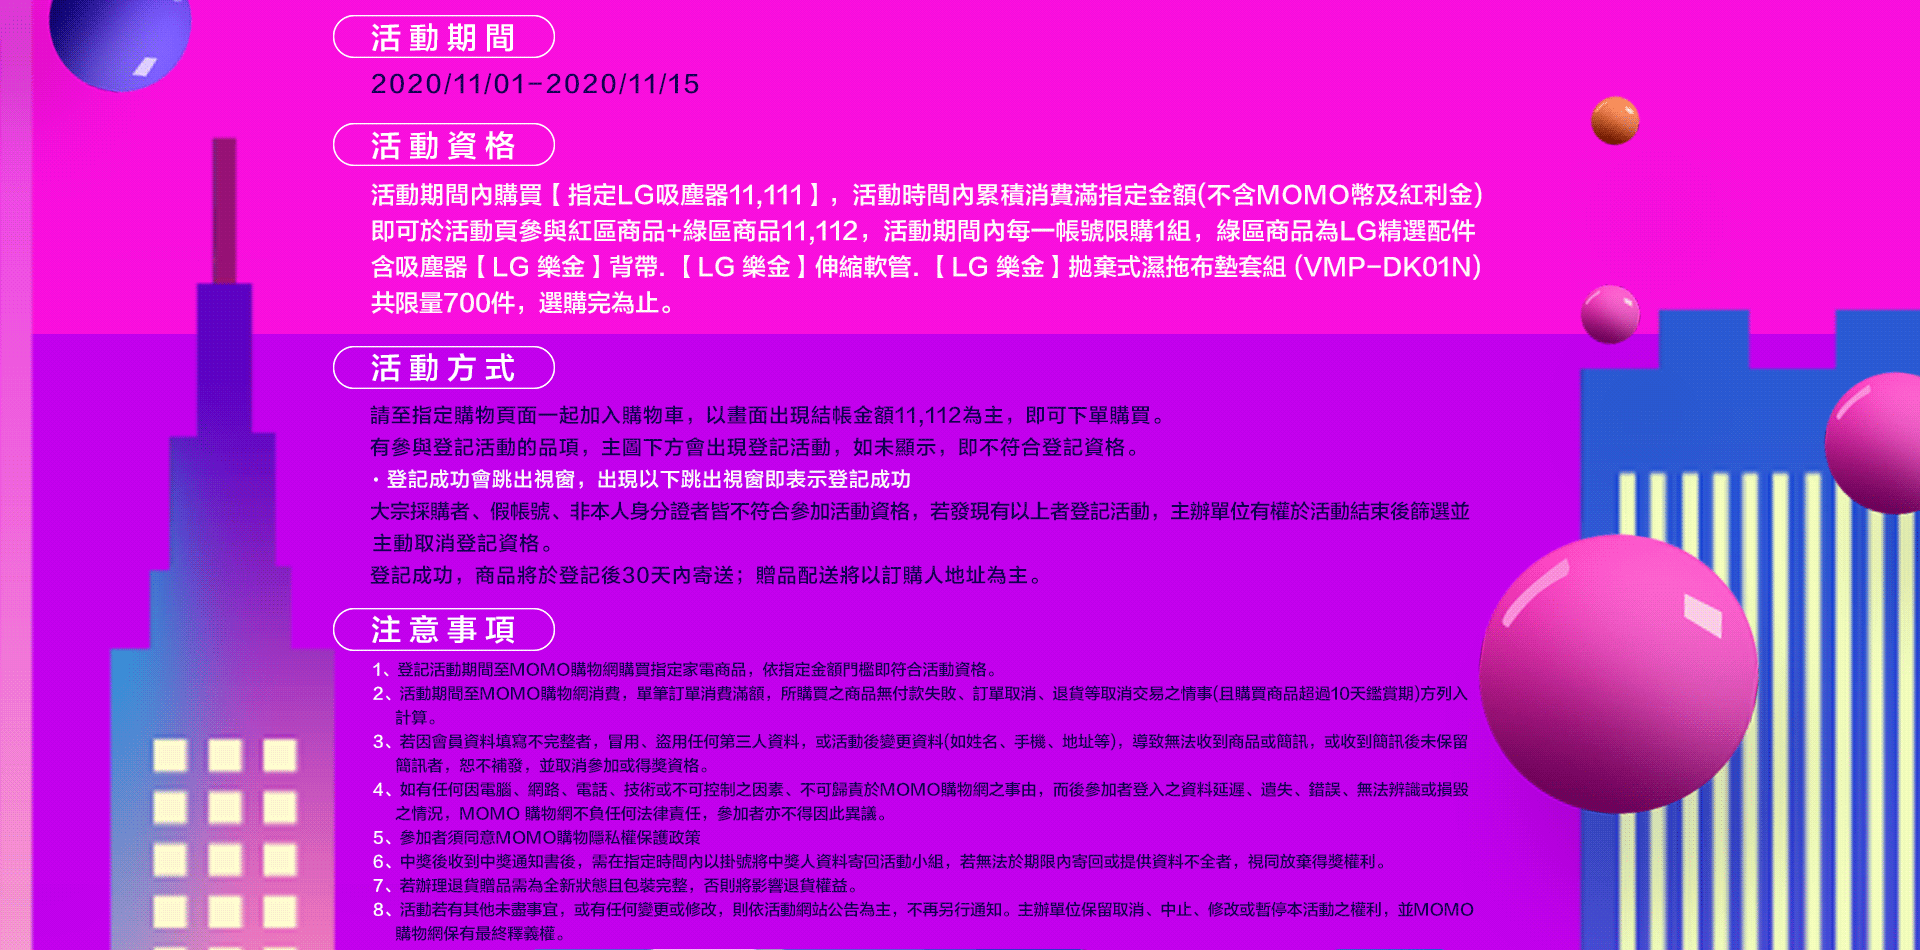 活動期間
2020/11/01-2020/11/15
活動資格
活動期間內購買【指定LG吸塵器11,111】，活動時間內累積消費滿指定金額(不含MOMO幣及紅利金)
即可於活動頁參與紅區商品+綠區商品11,112，活動期間內每一帳號限購1組，綠區商品為LG精選配件
含吸塵器【LG 樂金】背帶.【LG 樂金】伸縮軟管.【LG 樂金】拋棄式濕拖布墊套組 (VMP-DK01N)
共限量700件，選購完為止。
活動方式
請至指定購物頁面一起加入購物車，以畫面出現結帳金額11,112為主，即可下單購買。
有參與登記活動的品項，主圖下方會出現登記活動，如未顯示，即不符合登記資格。
·登記成功會跳出視窗，出現以下跳出視窗即表示登記成功
大宗採購者、假帳號、非本人身分證者皆不符合參加活動資格，若發現有以上者登記活動，主辦單位有權於活動結束後篩選並
主動取消登記資格。
登記成功，商品將於登記後30天內寄送；贈品配送將以訂購人地址為主。
注意事項
1、登記活動期間至MOMO購物網購買指定家電商品，依指定金額門檻即符合活動資格。
2、活動期間至MOMO購物網消費，單筆訂單消費滿額，所購買之商品無付款失敗、訂單取消、退貨等取消交易之情事(且購買商品超過10天鑑賞期)方列入
計算。
3、若因會員資料填寫不完整者，冒用、盜用任何第三人資料，或活動後變更資料(如姓名、手機、地址等)，導致無法收到商品或簡訊，或收到簡訊後未保留
簡訊者，恕不補發，並取消參加或得獎資格。
4、如有任何因電腦、網路、電話、技術或不可控制之因素、不可歸責於MOMO購物網之事由，而後參加者登入之資料延遲、遺失、錯誤、無法辨識或損毀
之情況，MOMO 購物網不負任何法律責任，參加者亦不得因此異議。
5、參加者須同意MOMO購物隱私權保護政策
6、中獎後收到中獎通知書後，需在指定時間內以掛號將中獎人資料寄回活動小組，若無法於期限內寄回或提供資料不全者，視同放棄得獎權利。
7、若辦理退貨贈品需為全新狀態且包裝完整，否則將影響退貨權益。
8、活動若有其他未盡事宜，或有任何變更或修改，則依活動網站公告為主，不再另行通知。主辦單位保留取消、中止、修改或暫停本活動之權利，並MOMO
購物網保有最終釋義權。